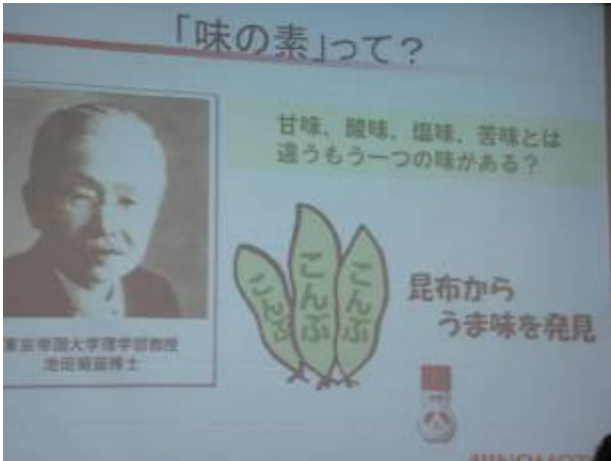 「味の素」って？
甘味、酸味、塩味、苦味とは
違うもう一つの味がある？
こんぶ
こんぶ
こんぶ
昆布から
うま味を発見
東京帝国大学理学部教授
池田菊苗博士